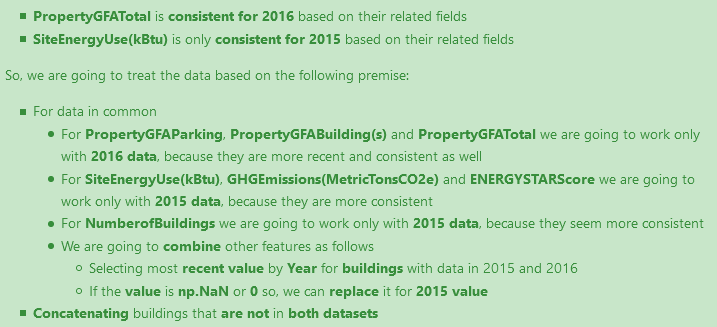 PropertyGFATotal is consistent for 2016 based on their related fields
SiteEnergyUse(kBtu) is only consistent for 2015 based on their related fields
So, we are going to treat the data based on the following premise:
For data in common
For PropertyGFAParking, PropertyGFABuilding(s) and PropertyGFATotal we are going to work only
with 2016 data, because they are more recent and consistent as well
For SiteEnergyUse(kBtu), GHGEmissions(MetricTonsCO2e) and ENERGYSTARScore we are going to
work only with 2015 data, because they are more consistent
For NumberofBuildings we are going to work only with 2015 data, because they seem more consistent
We are going to combine other features as follows
Selecting most recent value by Year for buildings with data in 2015 and 2016
If the value is np.NaN or 0 so, we can replace it for 2015 value
Concatenating buildings that are not in both datasets